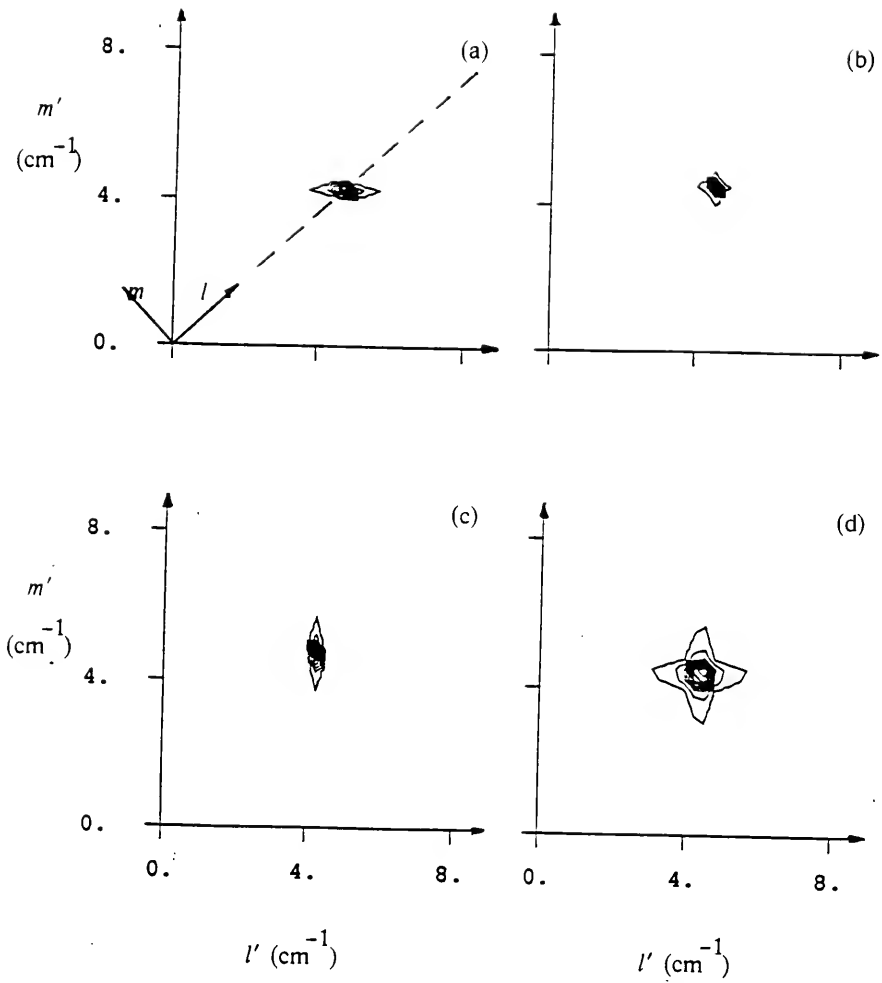 8.
(a)
(b)
m′
(cm⁻¹)
4.
m
l
0.
8.
(c)
(d)
m′
(cm⁻¹)
4.
0.
0. 4. 8.
0. 4. 8.
l′ (cm⁻¹)
l′ (cm⁻¹)